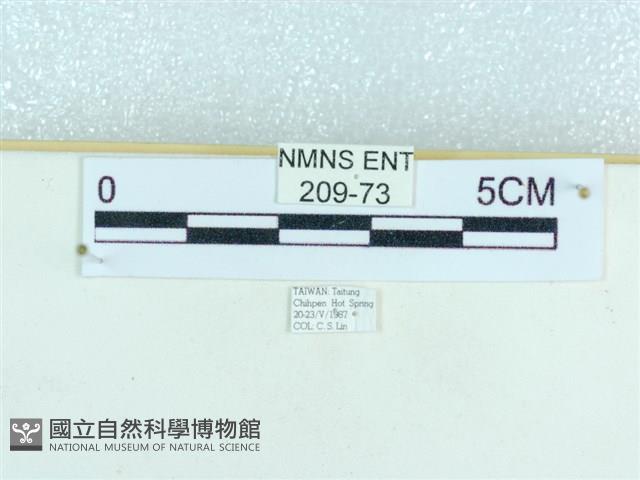 NMNS ENT
209-73
0 5CM
TAIWAN: Taitung
Chihpen Hot Spring
20-23/V/1987
COL: C. S. Lin
國立自然科學博物館
NATIONAL MUSEUM OF NATURAL SCIENCE